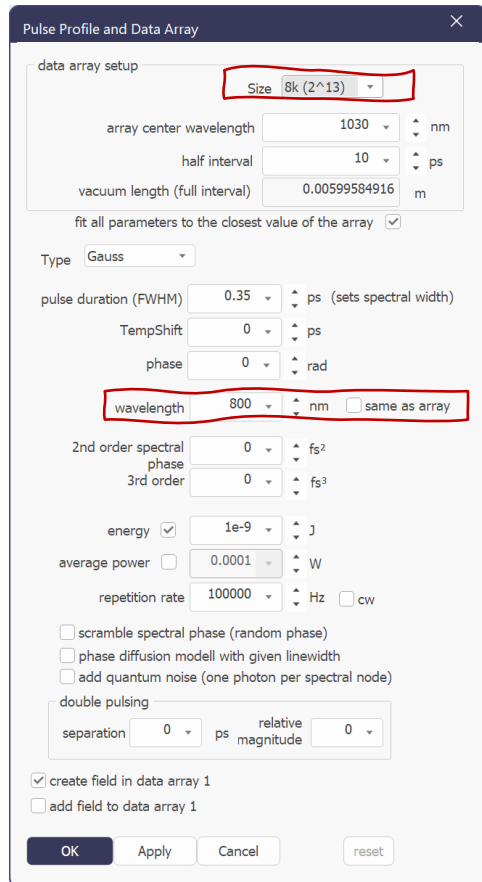 Pulse Profile and Data Array
data array setup
Size 8k (2^13)
array center wavelength 1030 nm
half interval 10 ps
vacuum length (full interval) 0.00599584916 m
fit all parameters to the closest value of the array
Type Gauss
pulse duration (FWHM) 0.35 ps (sets spectral width)
TempShift 0 ps
phase 0 rad
wavelength 800 nm same as array
2nd order spectral
phase 0 fs²
3rd order 0 fs³
energy 1e-9 J
average power 0.0001 W
repetition rate 100000 Hz cw
scramble spectral phase (random phase)
phase diffusion modell with given linewidth
add quantum noise (one photon per spectral node)
double pulsing
separation 0 ps relative
magnitude 0
create field in data array 1
add field to data array 1
OK Apply Cancel reset